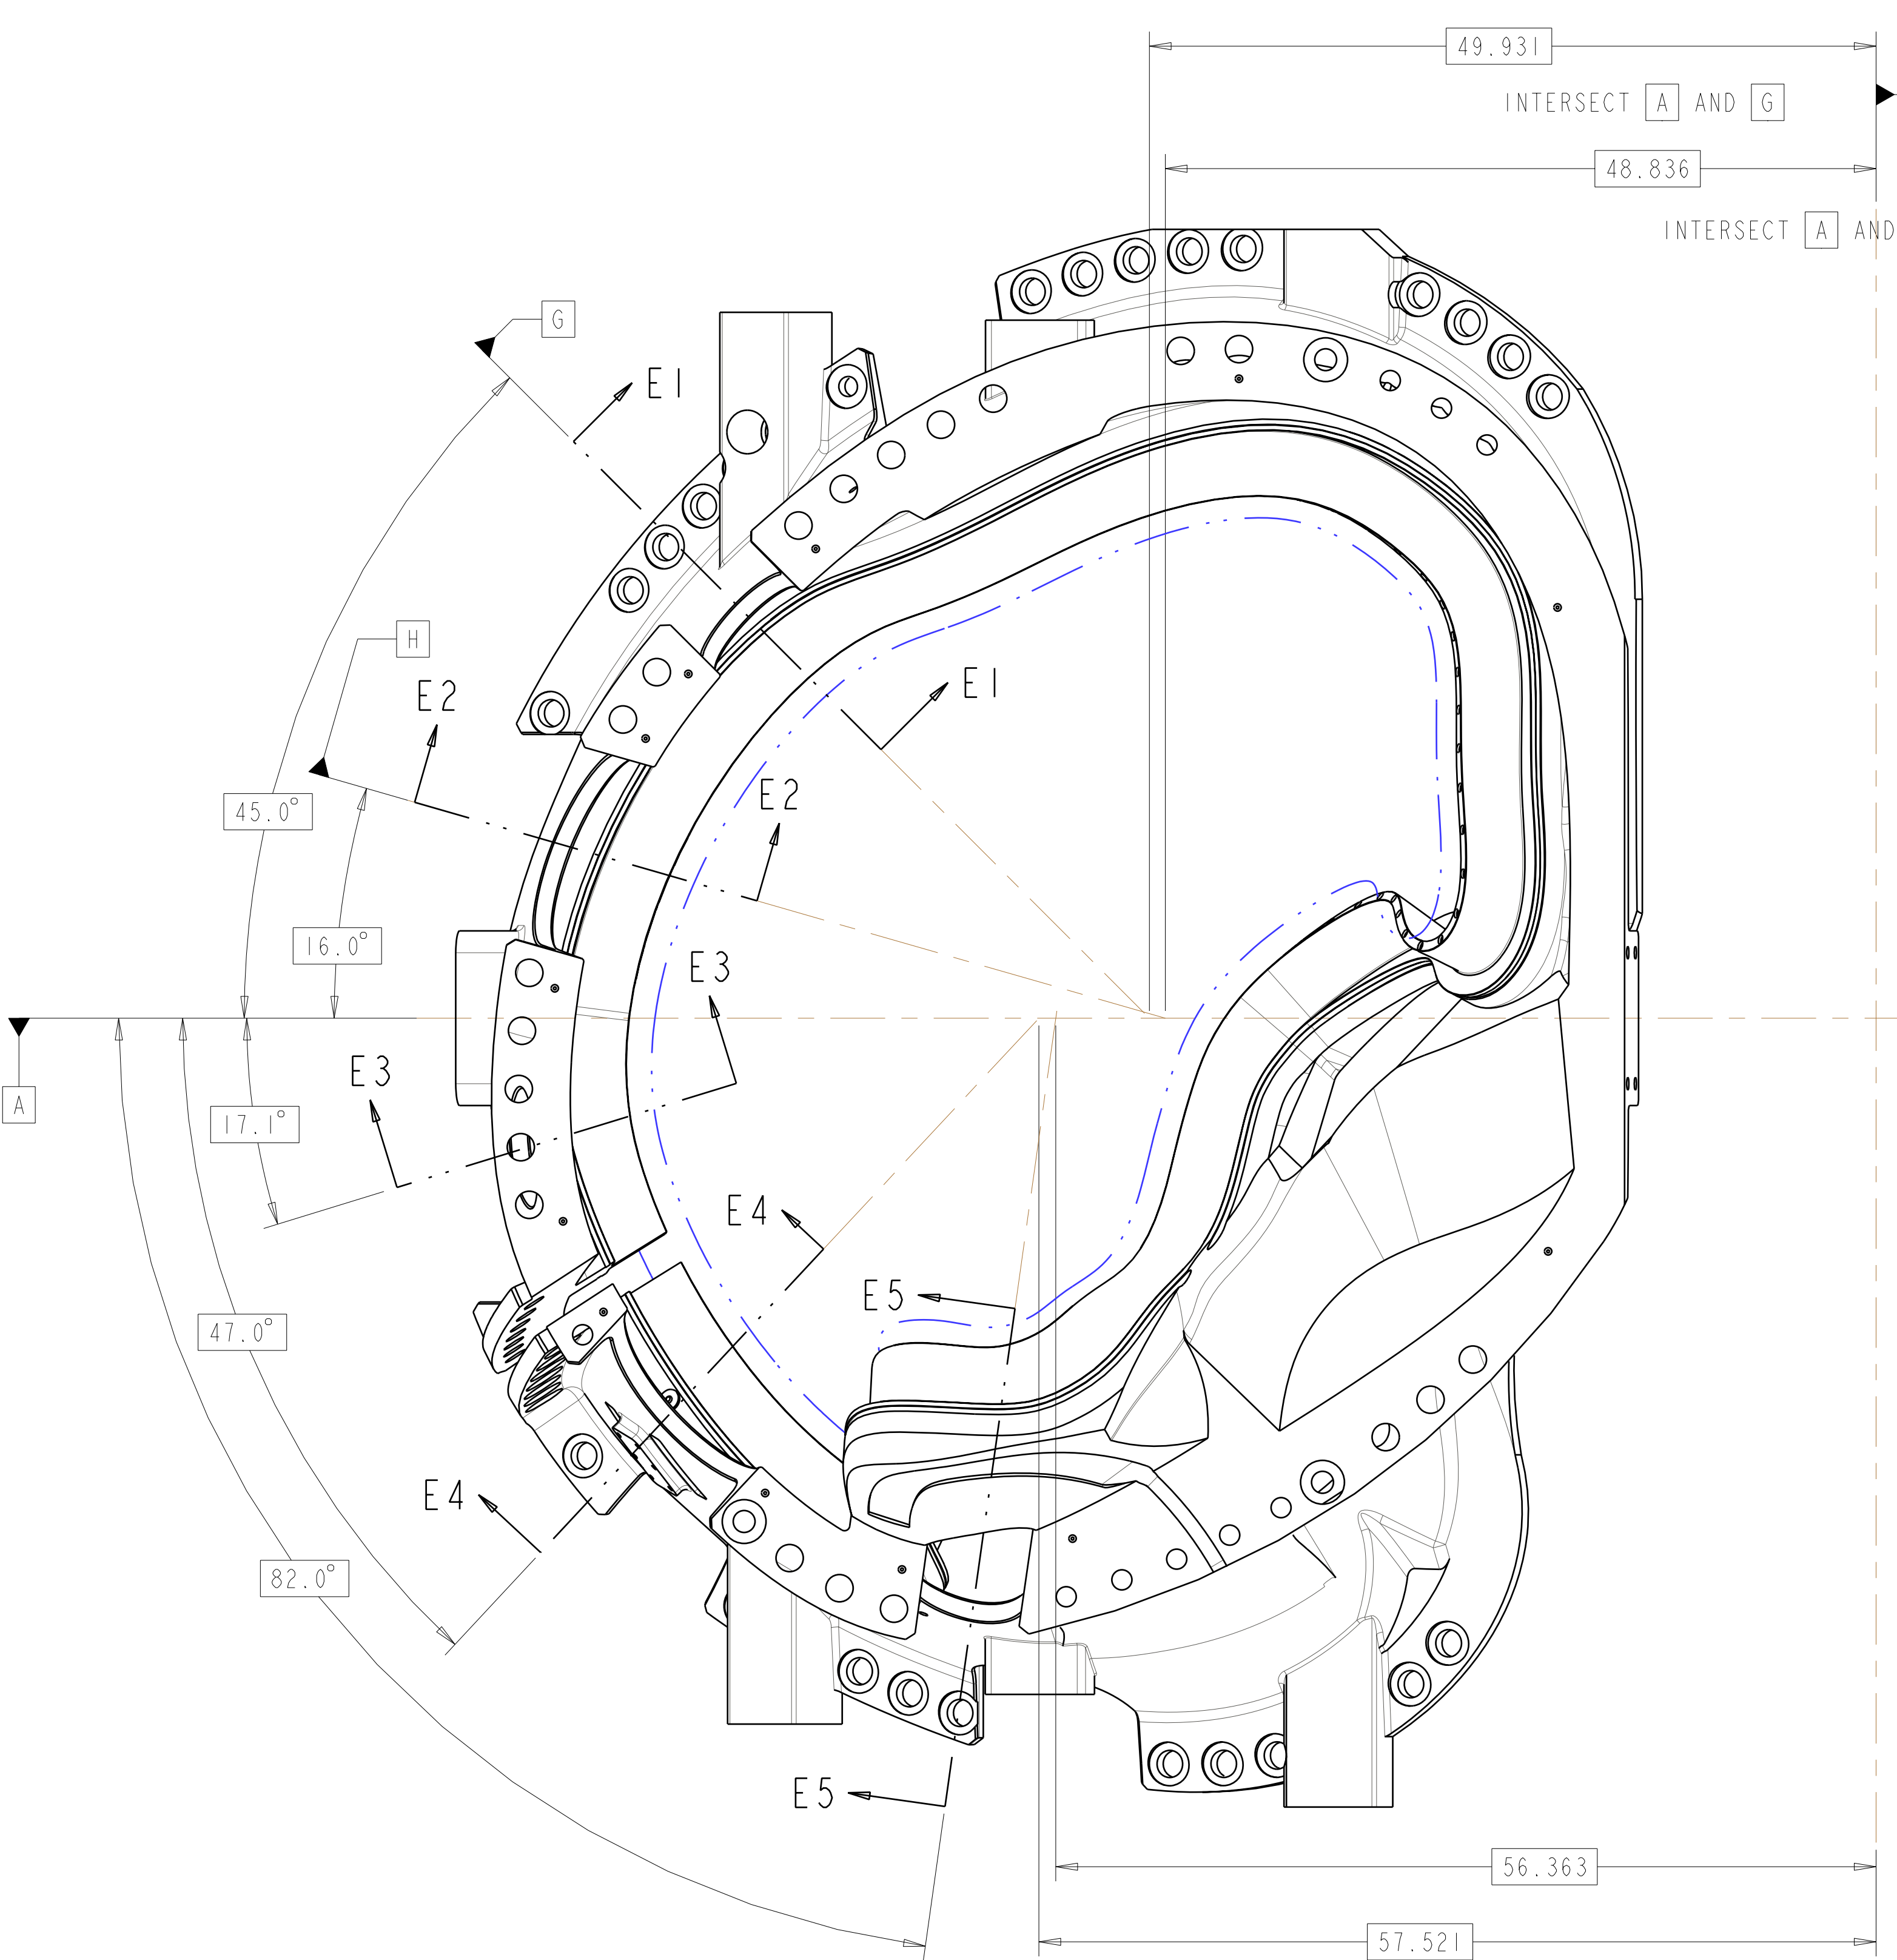 49.931
INTERSECT A AND G
48.836
INTERSECT A AND
G
E1
H
E2
E1
E2
45.0°
16.0°
E3
E3
A
17.1°
E4
E5
47.0°
E4
82.0°
E5
56.363
57.521